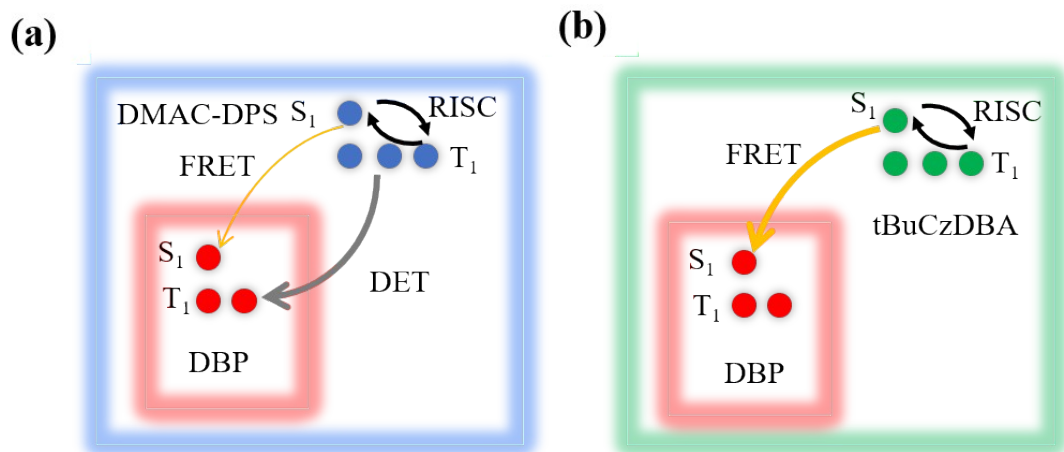 (a)
DMAC-DPS S₁
RISC
FRET
T₁
S₁
DET
T₁
DBP
(b)
S₁
RISC
FRET
T₁
tBuCzDBA
S₁
T₁
DBP